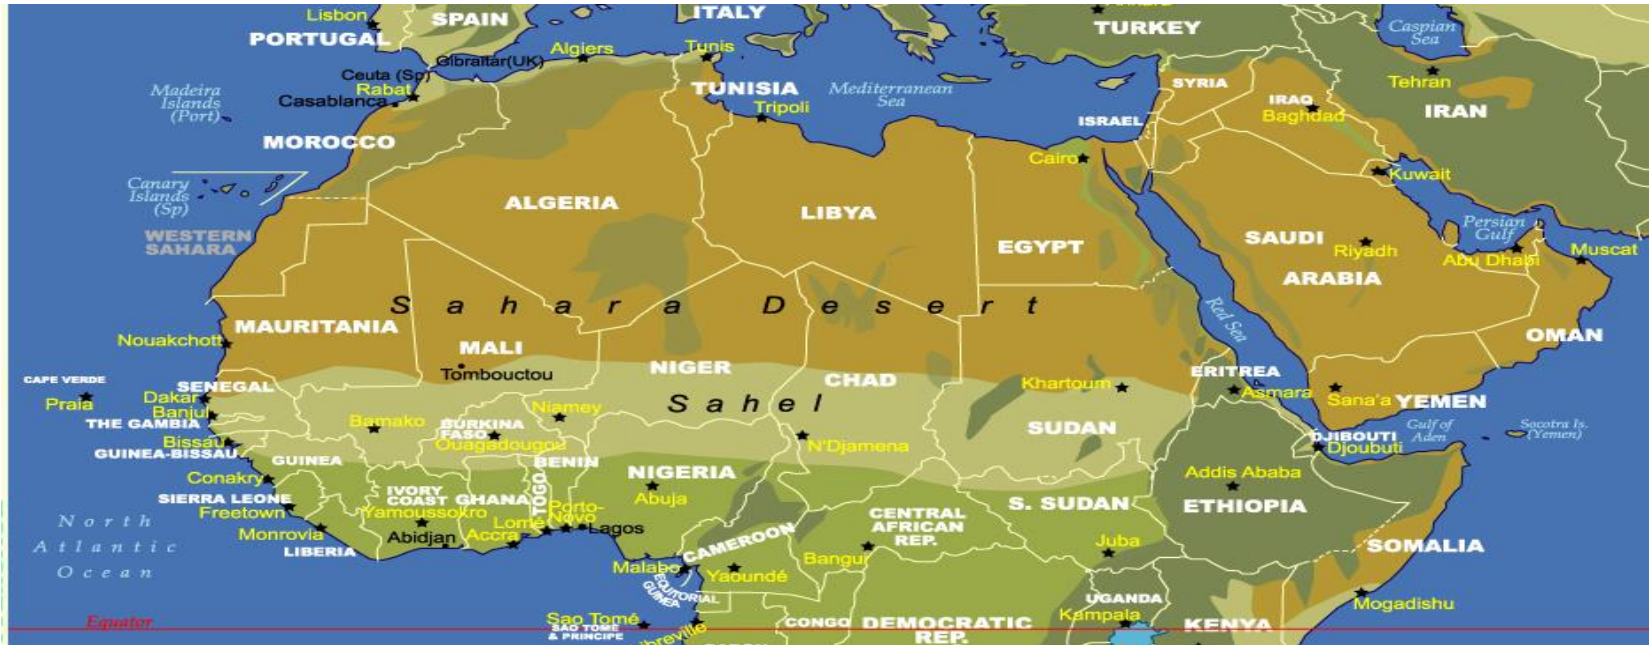 Lisbon
SPAIN
ITALY
PORTUGAL
TURKEY
Caspian
Sea
Algiers
Tunis
Gibraltar(UK)
Ceuta (Sp)
Rabat
Casablanca
Madeira
Islands
(Port)
TUNISIA
Tripoli
Mediterranean
Sea
SYRIA
IRAQ
Baghdad
Tehran
IRAN
ISRAEL
MOROCCO
Cairo
Kuwait
Canary
Islands
(Sp)
ALGERIA
LIBYA
EGYPT
WESTERN
SAHARA
SAUDI
ARABIA
Riyadh
Persian
Gulf
Abu Dhabi
Muscat
Sahara Desert
Red Sea
MAURITANIA
Nouakchott
MALI
Tombouctou
NIGER
CHAD
OMAN
CAPE VERDE
Praia
SENEGAL
Dakar
Banjul
THE GAMBIA
Bissau
GUINEA-BISSAU
Sahel
Khartoum
ERITREA
Asmara
Sana'a
YEMEN
Bamako
BURKINA
FASO
Ouagadougou
Niamey
N'Djamena
SUDAN
DJIBOUTI
Djoubuti
Gulf of
Aden
Socotra Is.
(Yemen)
GUINEA
Conakry
BENIN
NIGERIA
Abuja
Addis Ababa
ETHIOPIA
SIERRA LEONE
Freetown
IVORY
COAST
Yamoussokro
GHANA
TOGO
Porto-
Novo
Lomé
Lagos
S. SUDAN
CENTRAL
AFRICAN
REP.
Monrovia
LIBERIA
Abidjan
Accra
CAMEROON
Bangui
Juba
SOMALIA
North
Atlantic
Ocean
Malabo
EQUITORIAL
GUINEA
Yaoundé
UGANDA
Kampala
Mogadishu
Equator
Sao Tomé
SAO TOME
& PRINCIPE
CONGO
DEMOCRATIC
REP.
KENYA